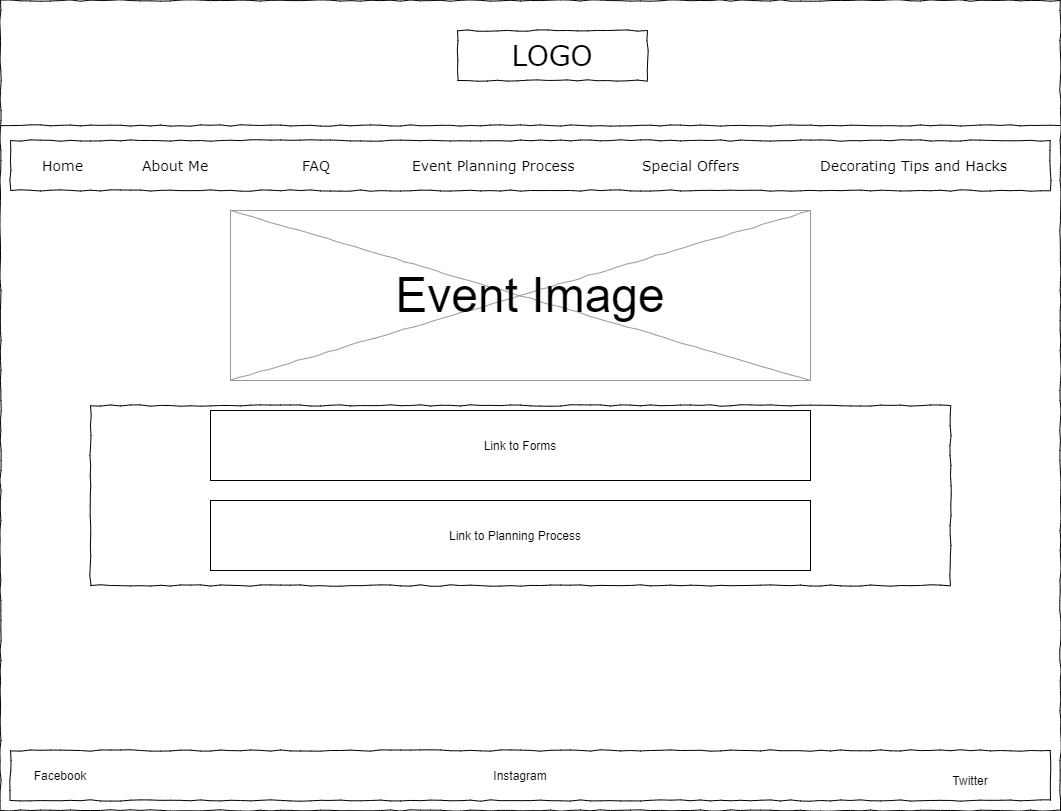 LOGO
Home About Me FAQ Event Planning Process Special Offers Decorating Tips and Hacks
Event Image
Link to Forms
Link to Planning Process
Facebook Instagram Twitter